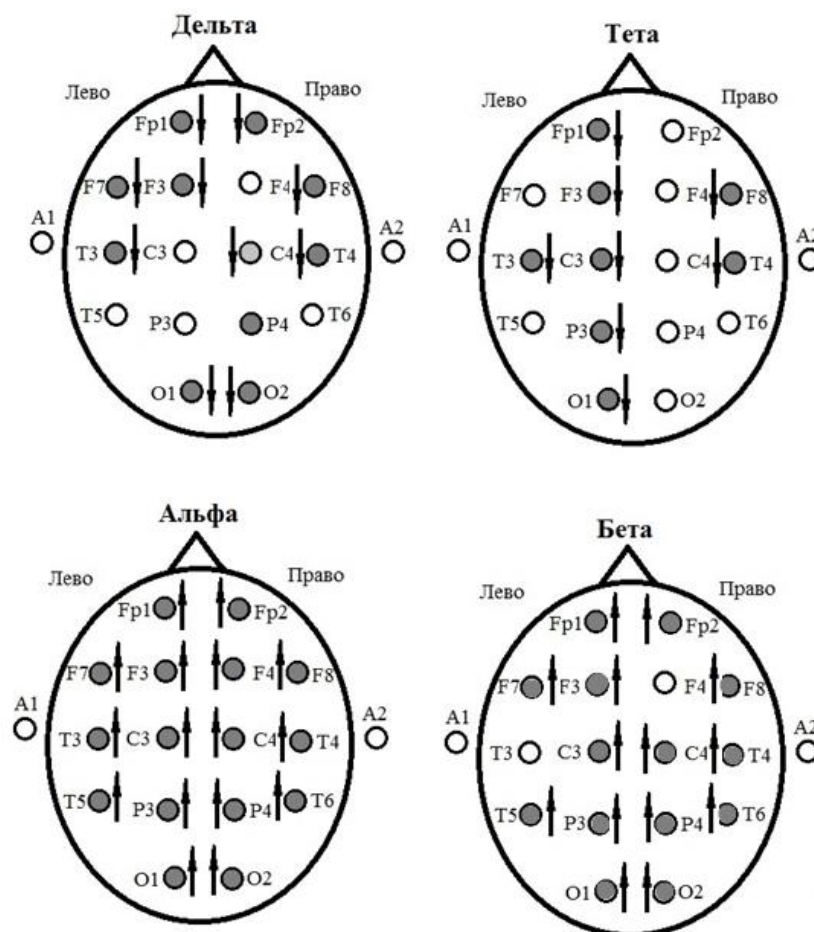 Дельта
Лево Право
Fp1 Fp2
F7 F3 F4 F8
A1 A2
T3 C3 C4 T4
T5 P3 P4 T6
O1 O2
Тета
Лево Право
Fp1 Fp2
F7 F3 F4 F8
A1 A2
T3 C3 C4 T4
T5 P3 P4 T6
O1 O2
Альфа
Лево Право
Fp1 Fp2
F7 F3 F4 F8
A1 A2
T3 C3 C4 T4
T5 P3 P4 T6
O1 O2
Бета
Лево Право
Fp1 Fp2
F7 F3 F4 F8
A1 A2
T3 C3 C4 T4
T5 P3 P4 T6
O1 O2